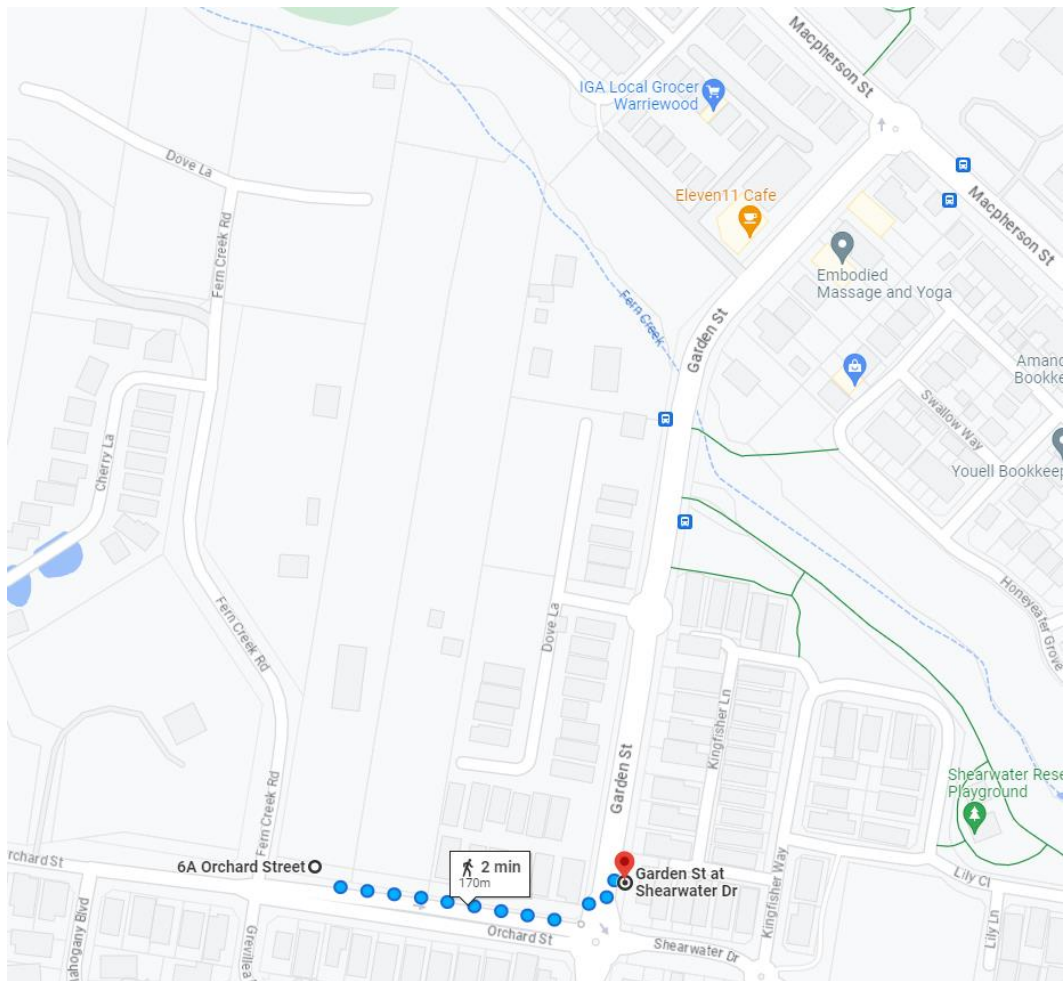 Macpherson St
IGA Local Grocer
Warriewood
Dove La
Eleven11 Cafe
Macpherson St
Fern Creek Rd
Embodied
Massage and Yoga
Fern Creek
Garden St
Amand
Bookke
Swallow Way
Cherry La
Youell Bookkeep
Honeyeater Grove
Fern Creek Rd
Dove La
Kingfisher Ln
Garden St
Shearwater Rese
Playground
Fern Creek Rd
rchard St
6A Orchard Street
2 min
170m
Garden St at
Shearwater Dr
Lily Cl
Kingfisher Way
Mahogany Blvd
Grevillea
Orchard St
Shearwater Dr
Lily Ln